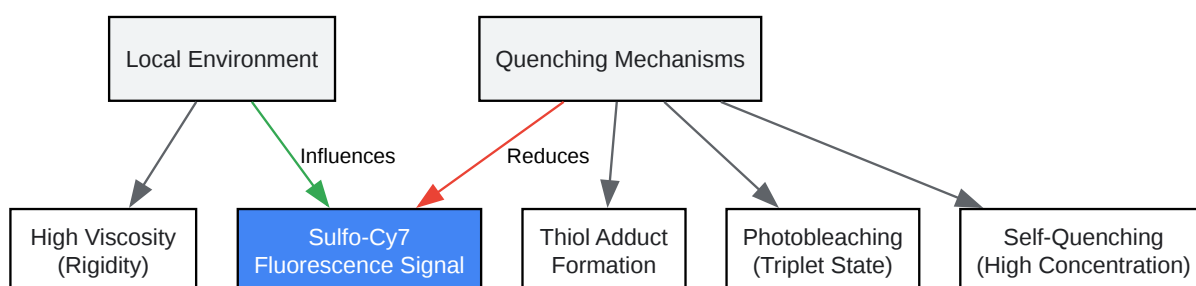 Local Environment
Quenching Mechanisms
Influences
Reduces
High Viscosity
(Rigidity)
Sulfo-Cy7
Fluorescence Signal
Thiol Adduct
Formation
Photobleaching
(Triplet State)
Self-Quenching
(High Concentration)